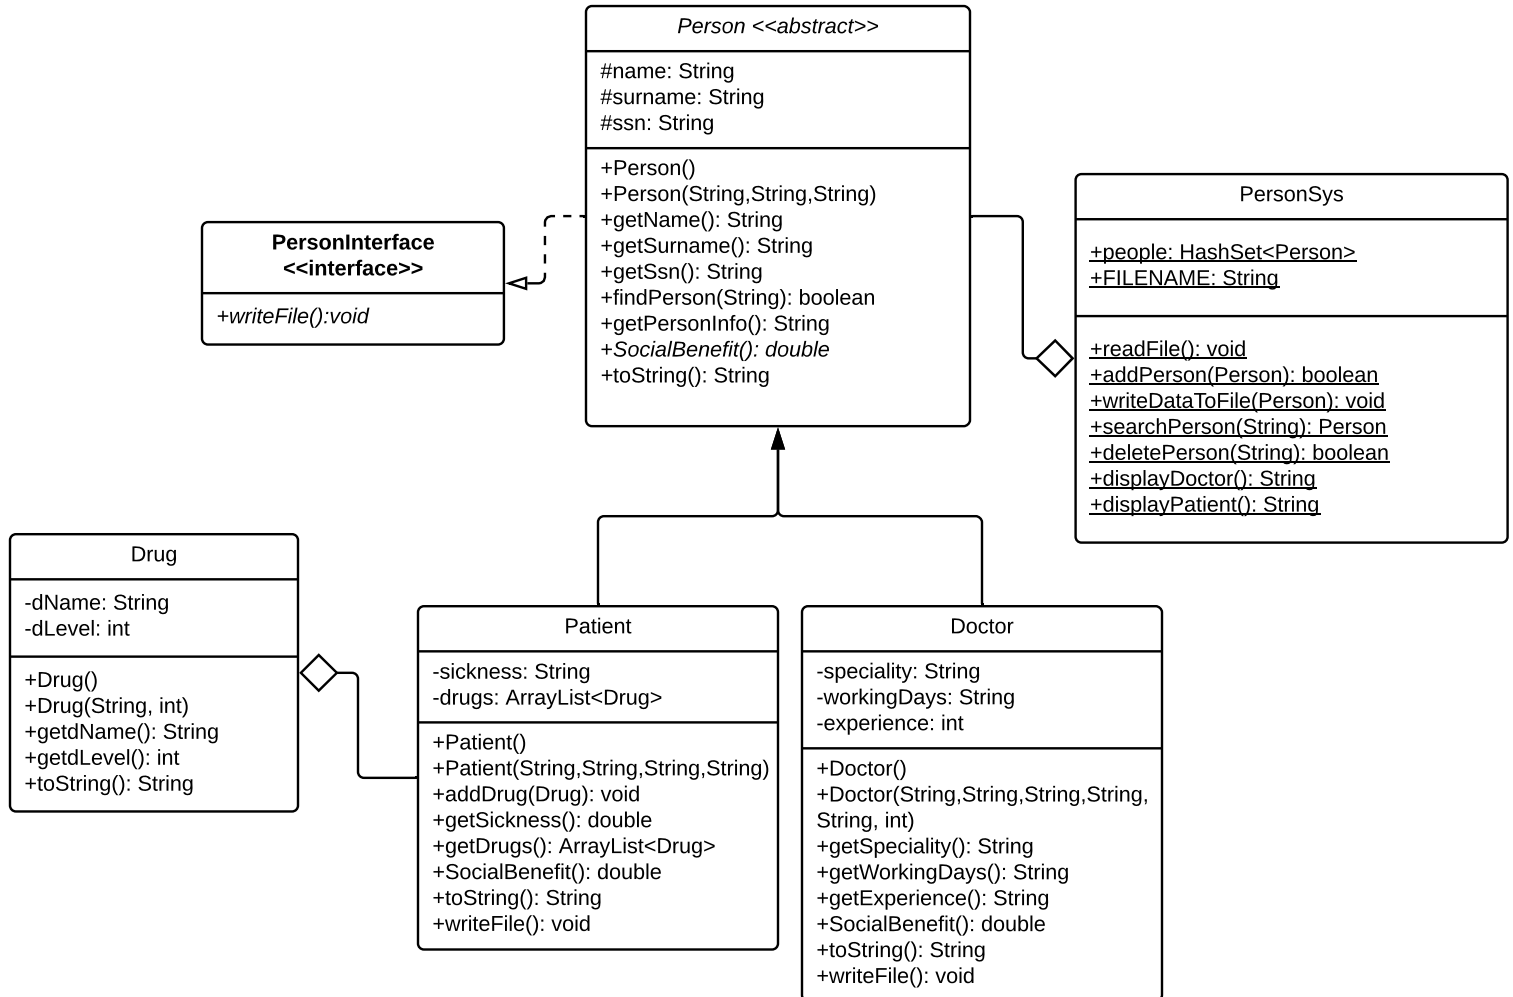 Person <<abstract>>
#name: String
#surname: String
#ssn: String
+Person()
+Person(String,String,String)
+getName(): String
+getSurname(): String
+getSsn(): String
+findPerson(String): boolean
+getPersonInfo(): String
+SocialBenefit(): double
+toString(): String
PersonInterface
<<interface>>
+writeFile():void
PersonSys
+people: HashSet<Person>
+FILENAME: String
+readFile(): void
+addPerson(Person): boolean
+writeDataToFile(Person): void
+searchPerson(String): Person
+deletePerson(String): boolean
+displayDoctor(): String
+displayPatient(): String
Drug
-dName: String
-dLevel: int
+Drug()
+Drug(String, int)
+getdName(): String
+getdLevel(): int
+toString(): String
Patient
-sickness: String
-drugs: ArrayList<Drug>
+Patient()
+Patient(String,String,String,String)
+addDrug(Drug): void
+getSickness(): double
+getDrugs(): ArrayList<Drug>
+SocialBenefit(): double
+toString(): String
+writeFile(): void
Doctor
-speciality: String
-workingDays: String
-experience: int
+Doctor()
+Doctor(String,String,String,String,
String, int)
+getSpeciality(): String
+getWorkingDays(): String
+getExperience(): String
+SocialBenefit(): double
+toString(): String
+writeFile(): void